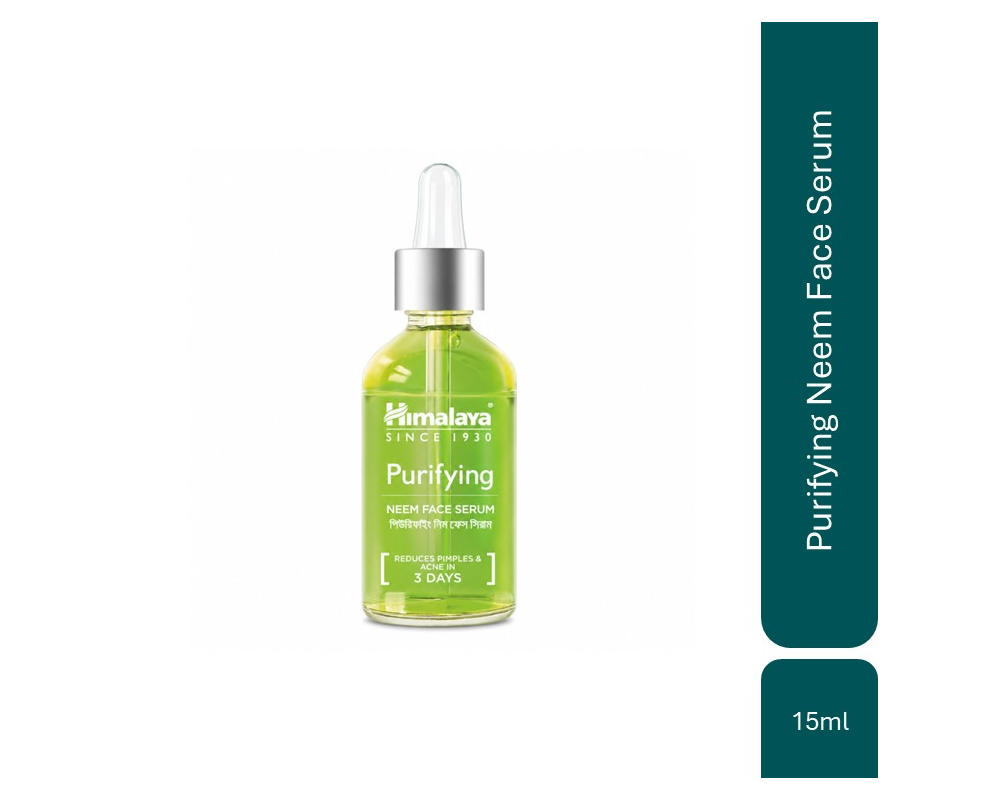 Himalaya®
SINCE 1930
Purifying
NEEM FACE SERUM
পিউরিফাইং নিম ফেস সিরাম
REDUCES PIMPLES &
ACNE IN
3 DAYS
Purifying Neem Face Serum
15ml